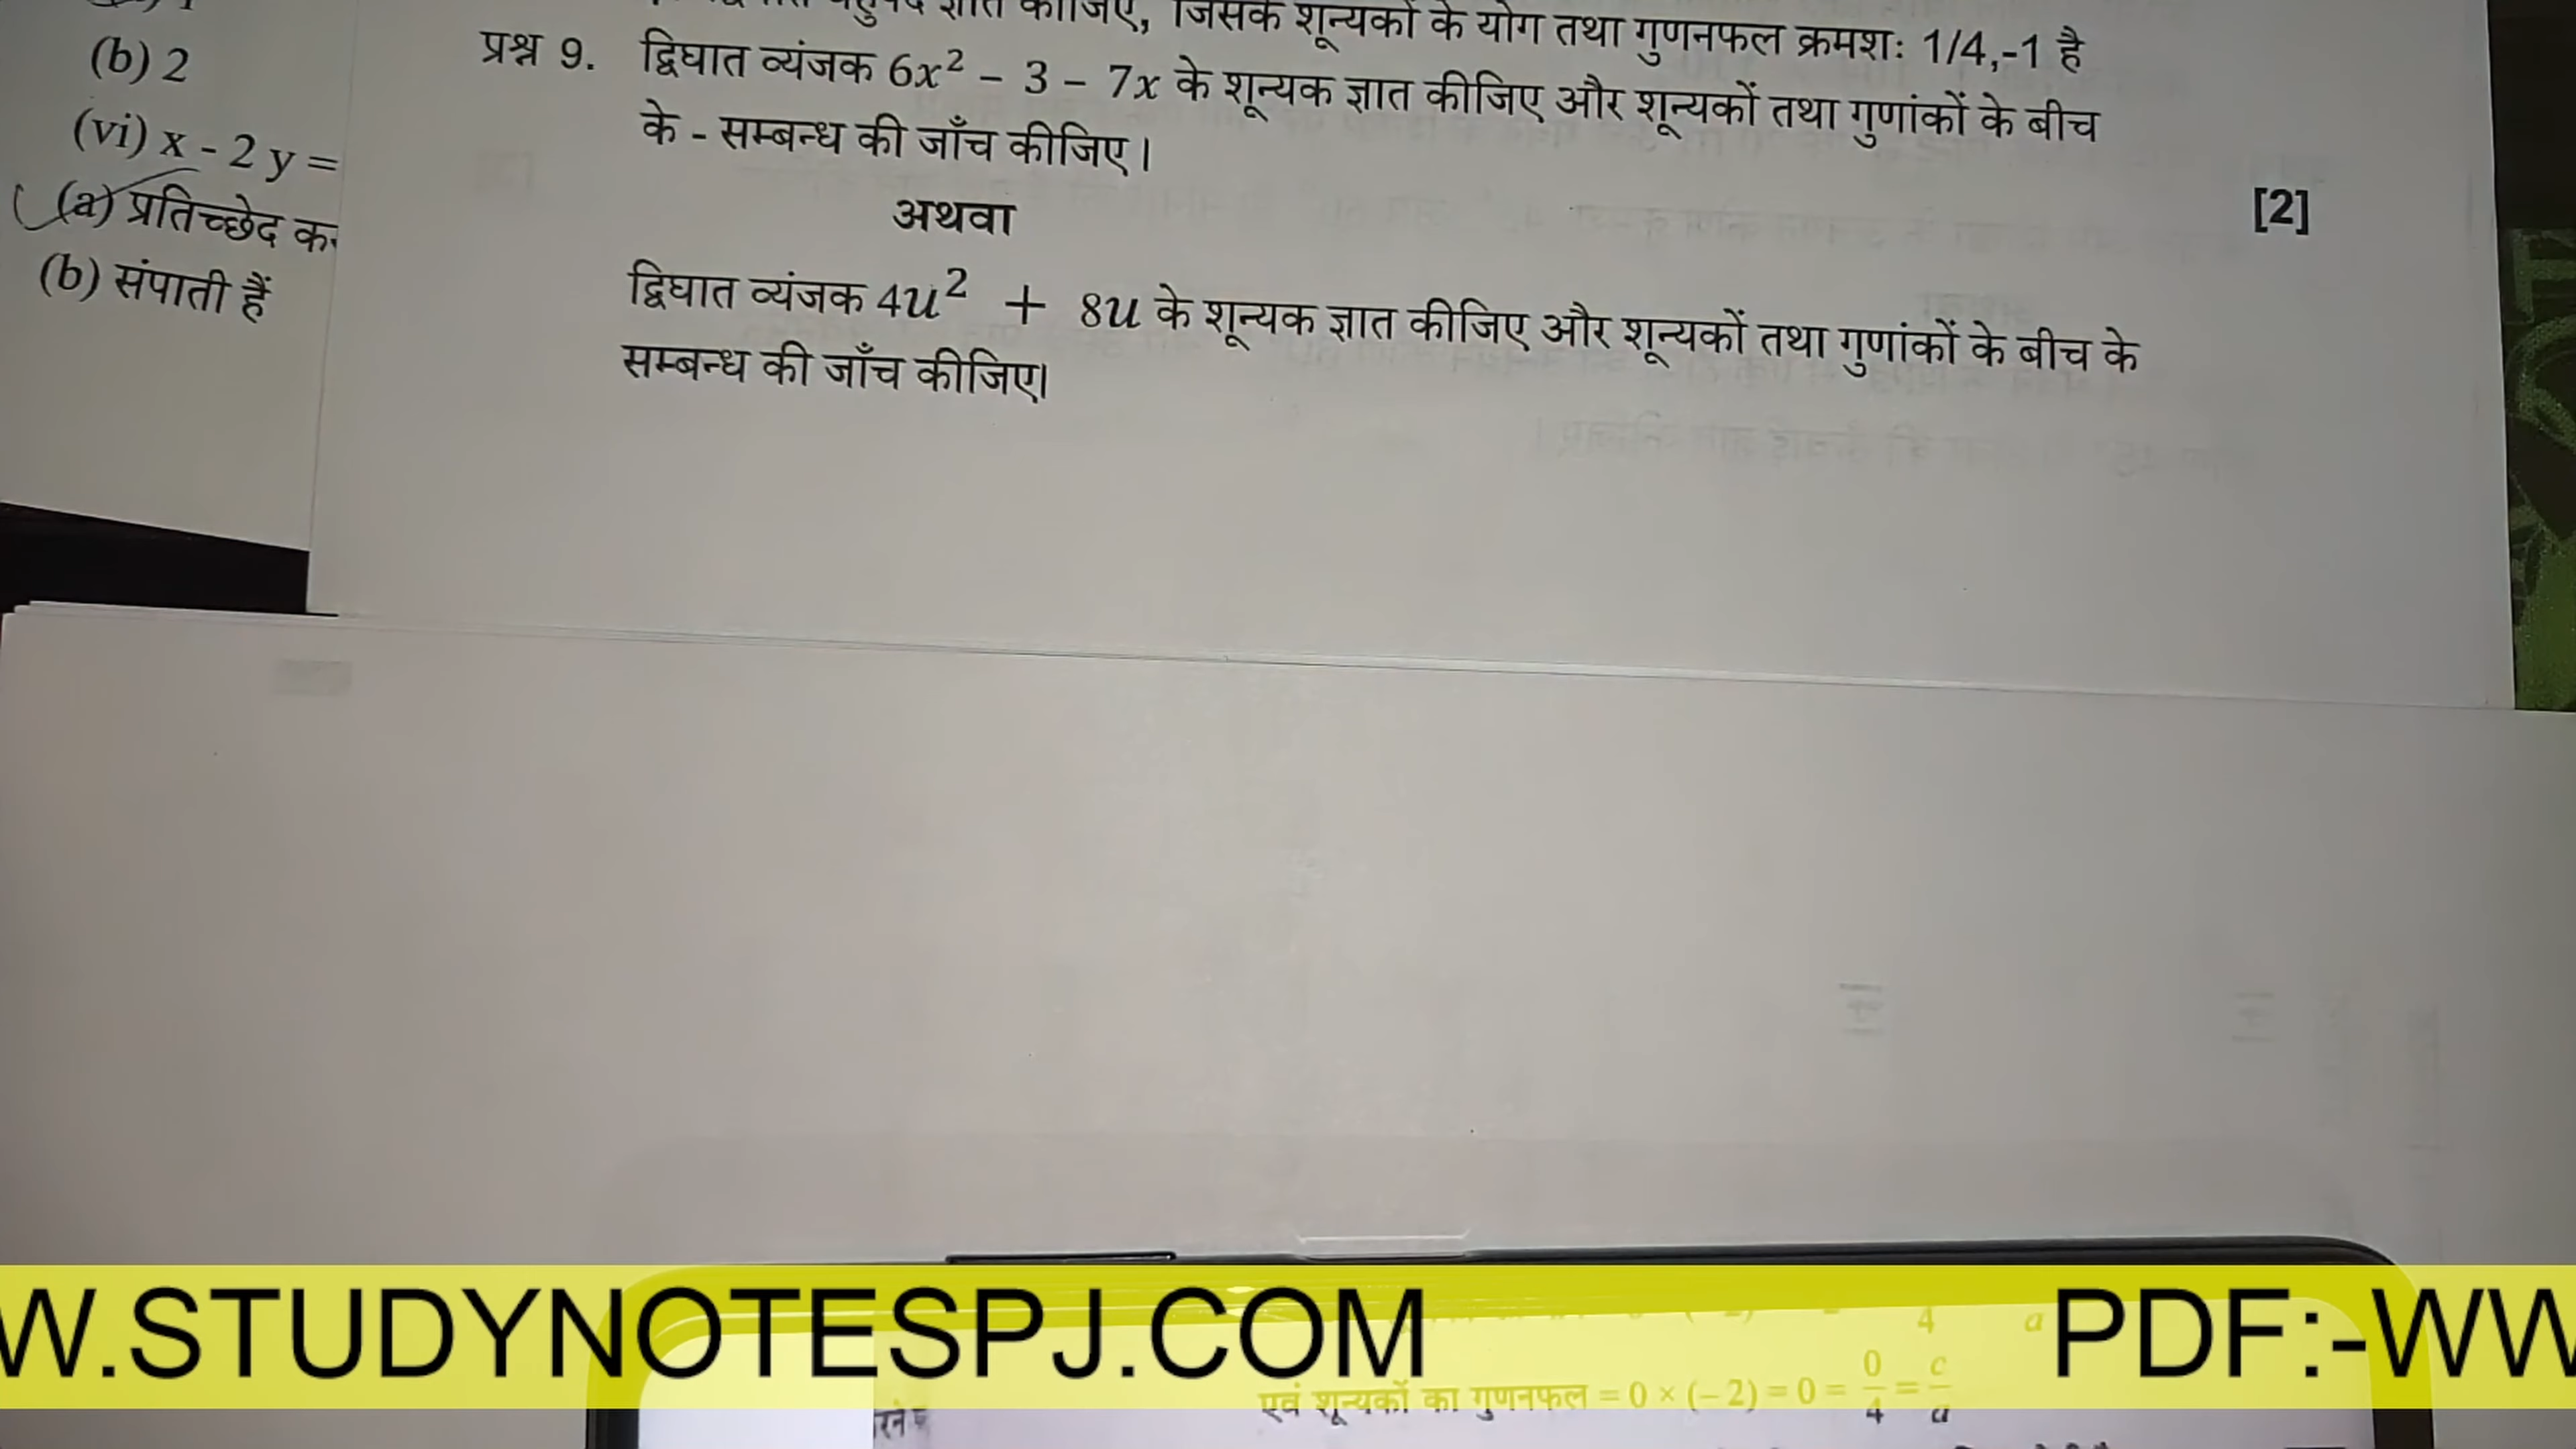 (b) 2
(vi) x - 2 y =
(a) प्रतिच्छेद क
(b) संपाती हैं
ज्ञात कीजिए, जिसके शून्यकों के योग तथा गुणनफल क्रमशः 1/4,-1 है
प्रश्न 9. द्विघात व्यंजक 6x² – 3 – 7x के शून्यक ज्ञात कीजिए और शून्यकों तथा गुणांकों के बीच
के - सम्बन्ध की जाँच कीजिए।
[2]
अथवा
द्विघात व्यंजक 4u² + 8u के शून्यक ज्ञात कीजिए और शून्यकों तथा गुणांकों के बीच के
सम्बन्ध की जाँच कीजिए।
W.STUDYNOTESPJ.COM PDF:-WW
एवं शून्यकों का गुणनफल = 0 × (– 2) = 0 = 0/4 = c/a